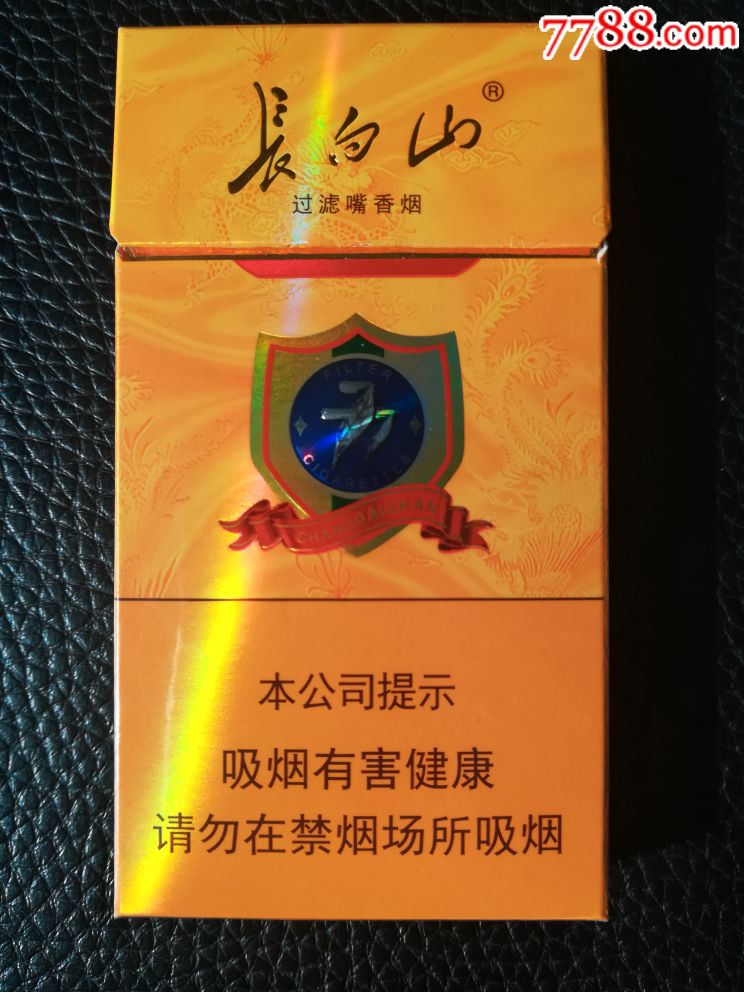 7788.com
長白山®
过滤嘴香烟
FILTER
CIGARETTES
CHANGBAISHAN
本公司提示
吸烟有害健康
请勿在禁烟场所吸烟